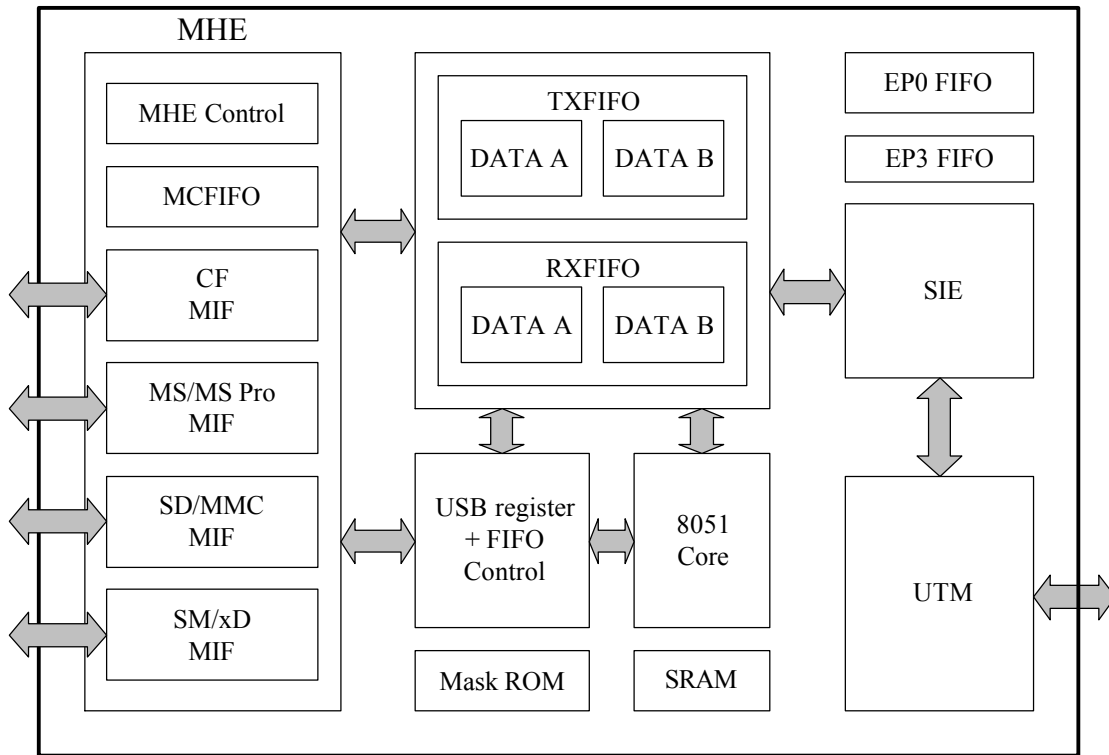 MHE
MHE Control
MCFIFO
CF
MIF
MS/MS Pro
MIF
SD/MMC
MIF
SM/xD
MIF
TXFIFO
DATA A
DATA B
RXFIFO
DATA A
DATA B
USB register
+ FIFO
Control
8051
Core
Mask ROM
SRAM
EP0 FIFO
EP3 FIFO
SIE
UTM